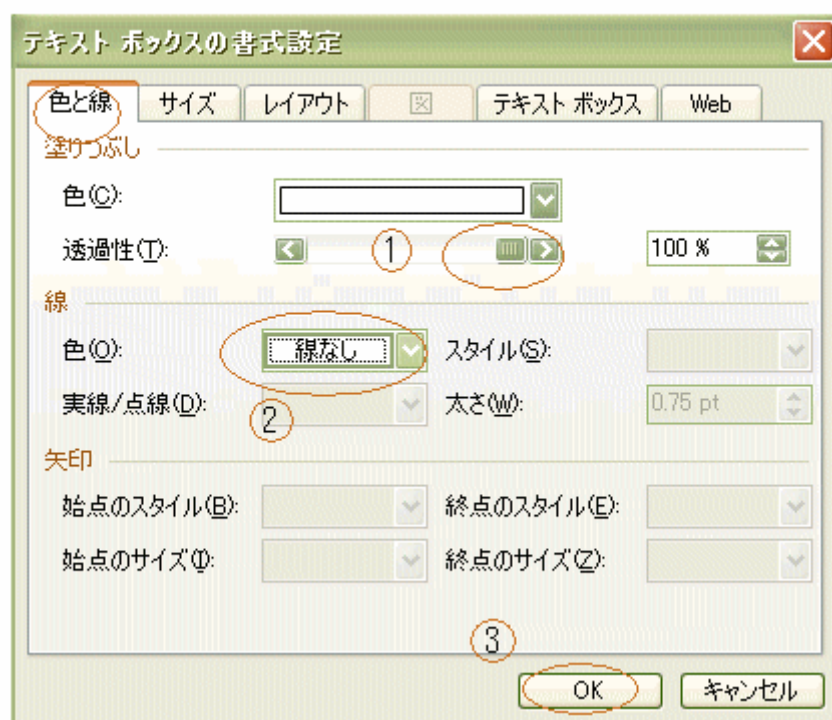 テキスト ボックスの書式設定
色と線 サイズ レイアウト 図 テキスト ボックス Web
塗りつぶし
色(C):
透過性(T): ① 100 %
線
色(O): 線なし スタイル(S):
実線/点線(D): ② 太さ(W): 0.75 pt
矢印
始点のスタイル(B): 終点のスタイル(E):
始点のサイズ(I): 終点のサイズ(Z):
③
OK キャンセル